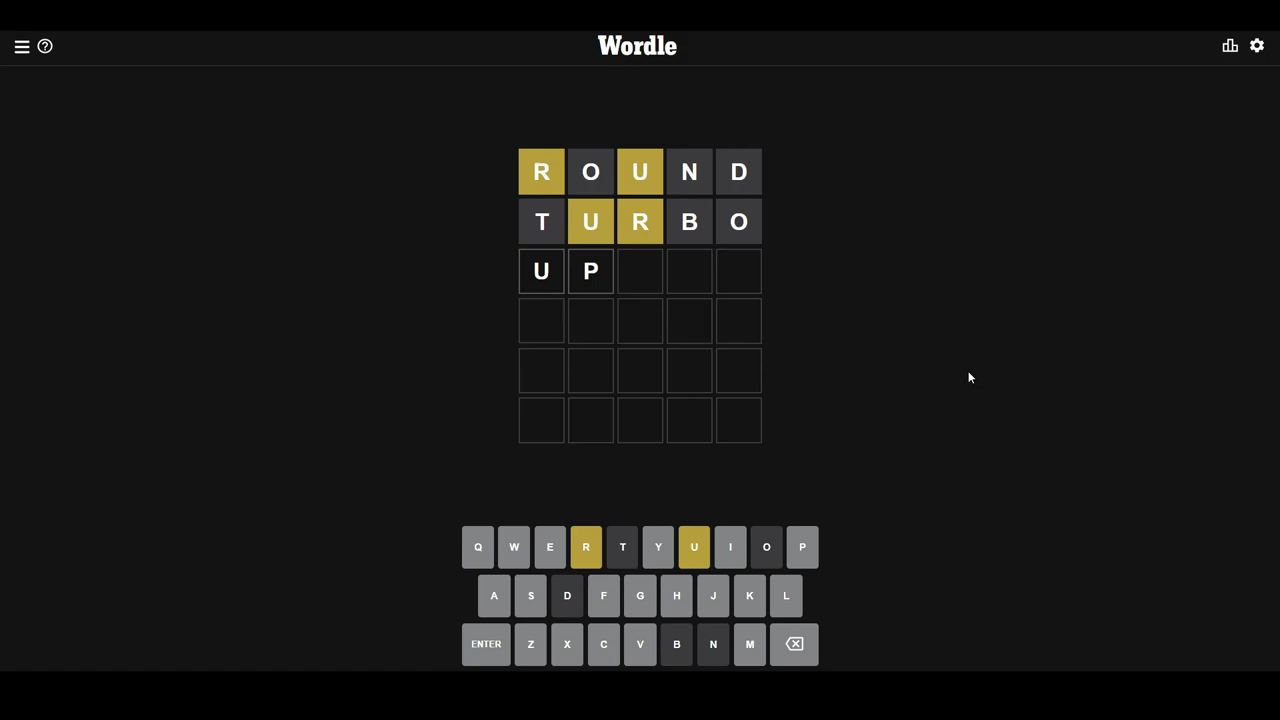 Wordle
R O U N D
T U R B O
U P
Q W E R T Y U I O P
A S D F G H J K L
ENTER Z X C V B N M